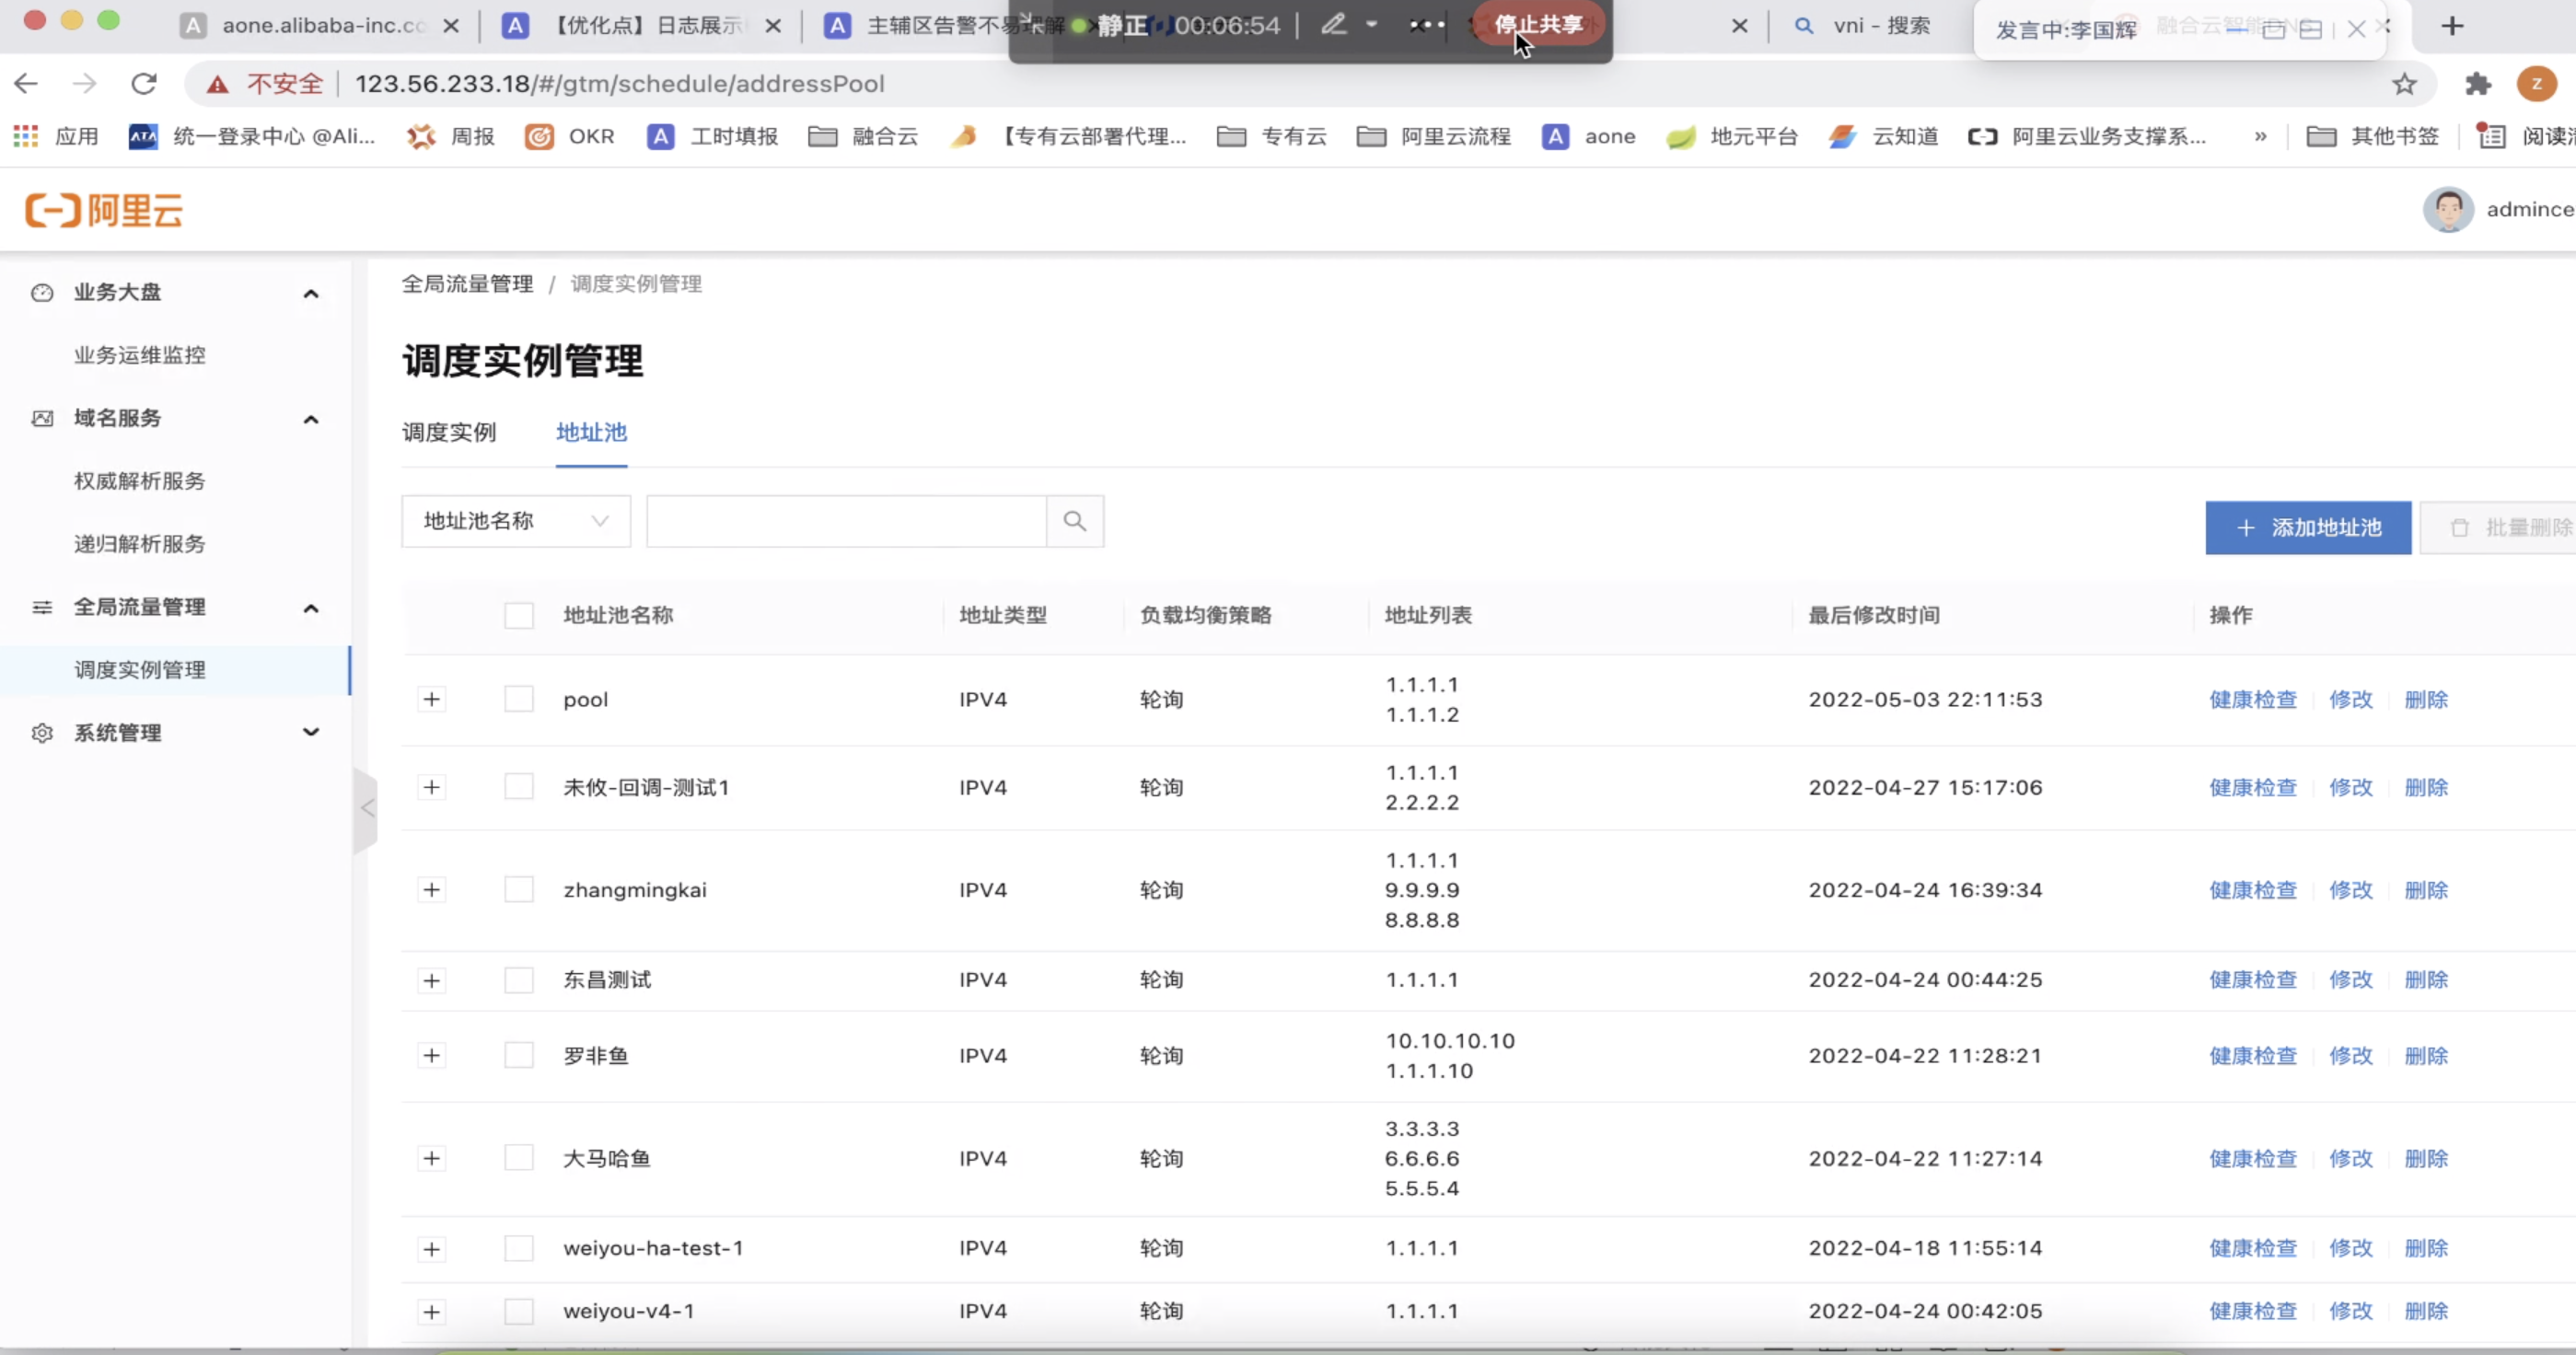 aone.alibaba-inc.co
【优化点】日志展示
主辅区告警不易理解
静正
00:06:54
停止共享
vni - 搜索
发言中:李国辉
融合云智能DNS
不安全
123.56.233.18/#/gtm/schedule/addressPool
Z
应用
统一登录中心 @Ali...
周报
OKR
工时填报
融合云
【专有云部署代理...
专有云
阿里云流程
aone
地元平台
云知道
阿里云业务支撑系...
»
其他书签
阅读
阿里云
admince
业务大盘
业务运维监控
域名服务
权威解析服务
递归解析服务
全局流量管理
调度实例管理
系统管理
全局流量管理 / 调度实例管理
调度实例管理
调度实例 地址池
地址池名称
+ 添加地址池 批量删除
地址池名称 地址类型 负载均衡策略 地址列表 最后修改时间 操作
pool IPV4 轮询 1.1.1.1 1.1.1.2 2022-05-03 22:11:53 健康检查 修改 删除
未攸-回调-测试1 IPV4 轮询 1.1.1.1 2.2.2.2 2022-04-27 15:17:06 健康检查 修改 删除
zhangmingkai IPV4 轮询 1.1.1.1 9.9.9.9 8.8.8.8 2022-04-24 16:39:34 健康检查 修改 删除
东昌测试 IPV4 轮询 1.1.1.1 2022-04-24 00:44:25 健康检查 修改 删除
罗非鱼 IPV4 轮询 10.10.10.10 1.1.1.10 2022-04-22 11:28:21 健康检查 修改 删除
大马哈鱼 IPV4 轮询 3.3.3.3 6.6.6.6 5.5.5.4 2022-04-22 11:27:14 健康检查 修改 删除
weiyou-ha-test-1 IPV4 轮询 1.1.1.1 2022-04-18 11:55:14 健康检查 修改 删除
weiyou-v4-1 IPV4 轮询 1.1.1.1 2022-04-24 00:42:05 健康检查 修改 删除